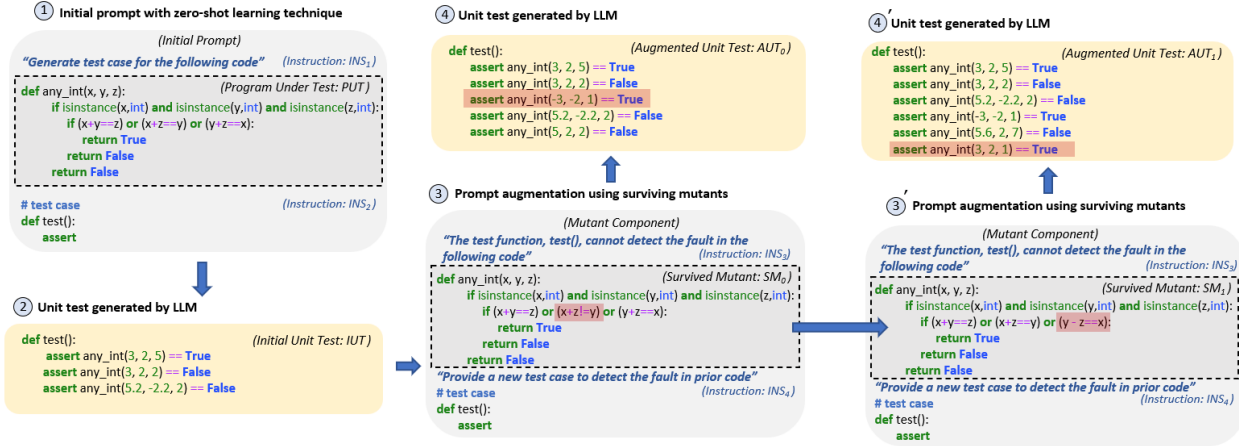 1 Initial prompt with zero-shot learning technique
(Initial Prompt)
“Generate test case for the following code” (Instruction: INS1)
def any_int(x, y, z): (Program Under Test: PUT)
if isinstance(x,int) and isinstance(y,int) and isinstance(z,int):
if (x+y==z) or (x+z==y) or (y+z==x):
return True
return False
return False
# test case (Instruction: INS2)
def test():
assert
2 Unit test generated by LLM
def test(): (Initial Unit Test: IUT)
assert any_int(3, 2, 5) == True
assert any_int(3, 2, 2) == False
assert any_int(5.2, -2.2, 2) == False
4 Unit test generated by LLM
def test(): (Augmented Unit Test: AUT0)
assert any_int(3, 2, 5) == True
assert any_int(3, 2, 2) == False
assert any_int(-3, -2, 1) == True
assert any_int(5.2, -2.2, 2) == False
assert any_int(5, 2, 2) == False
3 Prompt augmentation using surviving mutants
(Mutant Component)
“The test function, test(), cannot detect the fault in the
following code” (Instruction: INS3)
def any_int(x, y, z): (Survived Mutant: SM0)
if isinstance(x,int) and isinstance(y,int) and isinstance(z,int):
if (x+y==z) or (x+z!=y) or (y+z==x):
return True
return False
return False
“Provide a new test case to detect the fault in prior code”
# test case (Instruction: INS4)
def test():
assert
4′ Unit test generated by LLM
def test(): (Augmented Unit Test: AUT1)
assert any_int(3, 2, 5) == True
assert any_int(3, 2, 2) == False
assert any_int(5.2, -2.2, 2) == False
assert any_int(-3, -2, 1) == True
assert any_int(5.6, 2, 7) == False
assert any_int(3, 2, 1) == True
3′ Prompt augmentation using surviving mutants
(Mutant Component)
“The test function, test(), cannot detect the fault in the
following code” (Instruction: INS3)
def any_int(x, y, z): (Survived Mutant: SM1)
if isinstance(x,int) and isinstance(y,int) and isinstance(z,int):
if (x+y==z) or (x+z==y) or (y - z==x):
return True
return False
return False
“Provide a new test case to detect the fault in prior code”
# test case (Instruction: INS4)
def test():
assert